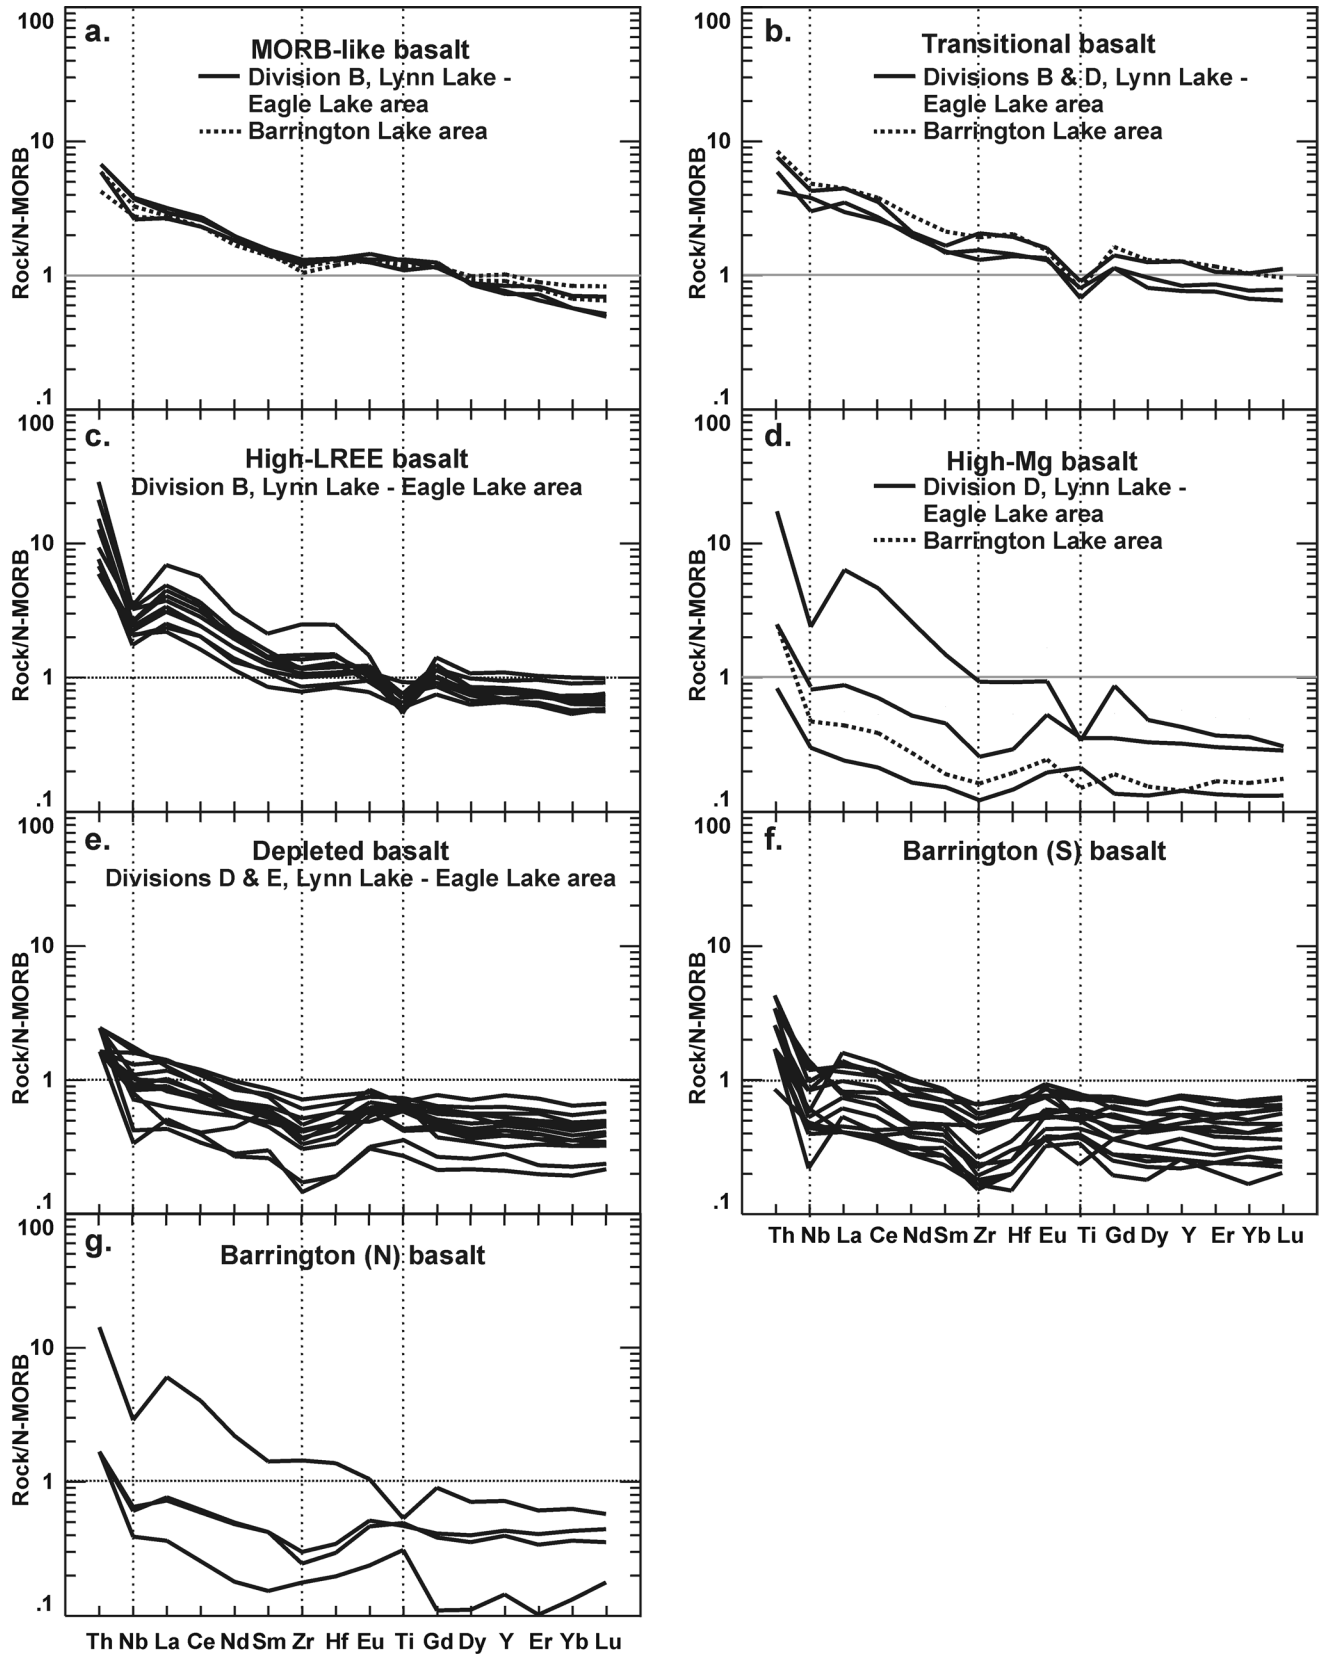 a.
MORB-like basalt
Division B, Lynn Lake -
Eagle Lake area
Barrington Lake area
100
10
1
.1
Rock/N-MORB
b.
Transitional basalt
Divisions B & D, Lynn Lake -
Eagle Lake area
Barrington Lake area
100
10
1
.1
Rock/N-MORB
c.
High-LREE basalt
Division B, Lynn Lake - Eagle Lake area
100
10
1
.1
Rock/N-MORB
d.
High-Mg basalt
Division D, Lynn Lake -
Eagle Lake area
Barrington Lake area
100
10
1
.1
Rock/N-MORB
e.
Depleted basalt
Divisions D & E, Lynn Lake - Eagle Lake area
100
10
1
.1
Rock/N-MORB
f.
Barrington (S) basalt
100
10
1
.1
Rock/N-MORB
Th Nb La Ce Nd Sm Zr Hf Eu Ti Gd Dy Y Er Yb Lu
g.
Barrington (N) basalt
100
10
1
.1
Rock/N-MORB
Th Nb La Ce Nd Sm Zr Hf Eu Ti Gd Dy Y Er Yb Lu